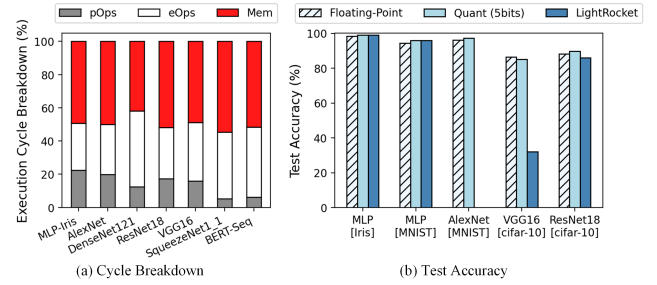 pOps eOps Mem
Execution Cycle Breakdown (%)
100
80
60
40
20
0
MLP-Iris
AlexNet
DenseNet121
ResNet18
VGG16
SqueezeNet1_1
BERT-Seq
(a) Cycle Breakdown
Floating-Point Quant (5bits) LightRocket
Test Accuracy (%)
100
80
60
40
20
0
MLP MLP AlexNet VGG16 ResNet18
[Iris] [MNIST] [MNIST] [cifar-10] [cifar-10]
(b) Test Accuracy